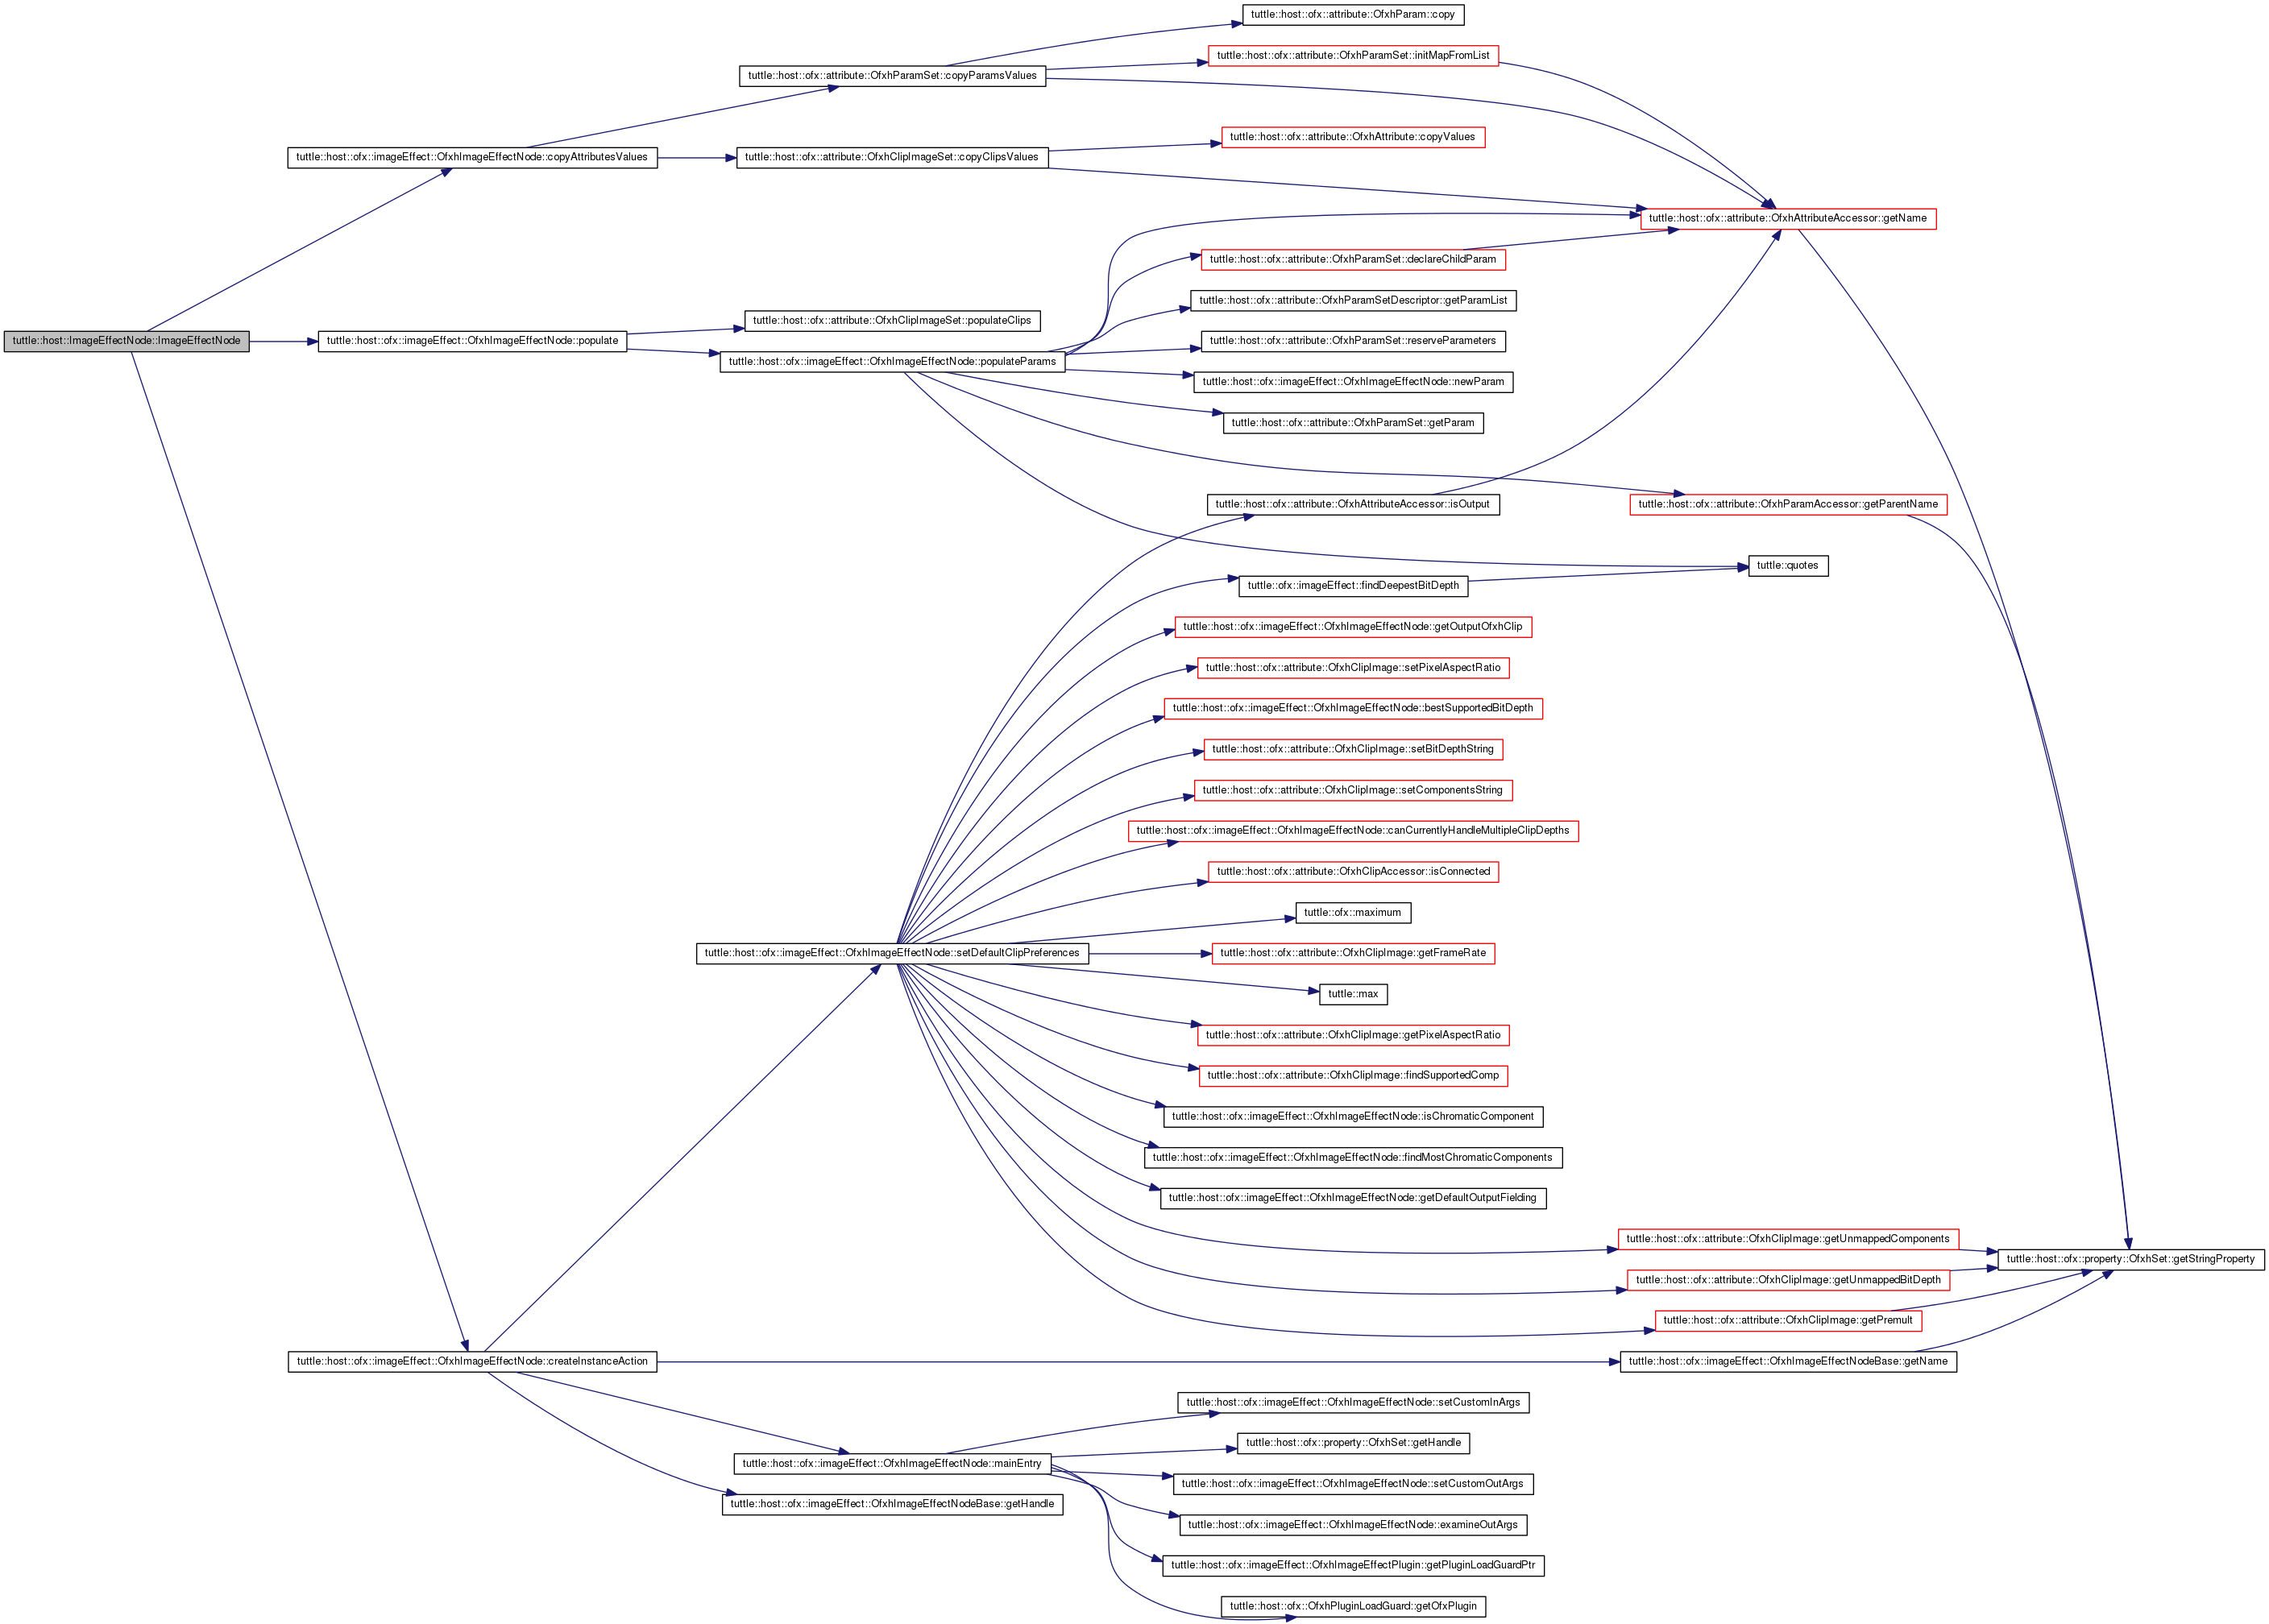 tuttle::host::ofx::attribute::OfxhParam::copy
tuttle::host::ofx::attribute::OfxhParamSet::initMapFromList
tuttle::host::ofx::attribute::OfxhParamSet::copyParamsValues
tuttle::host::ofx::attribute::OfxhAttribute::copyValues
tuttle::host::ofx::imageEffect::OfxhImageEffectNode::copyAttributesValues
tuttle::host::ofx::attribute::OfxhClipImageSet::copyClipsValues
tuttle::host::ofx::attribute::OfxhAttributeAccessor::getName
tuttle::host::ofx::attribute::OfxhParamSet::declareChildParam
tuttle::host::ofx::attribute::OfxhParamSetDescriptor::getParamList
tuttle::host::ofx::attribute::OfxhClipImageSet::populateClips
tuttle::host::ImageEffectNode::ImageEffectNode
tuttle::host::ofx::imageEffect::OfxhImageEffectNode::populate
tuttle::host::ofx::attribute::OfxhParamSet::reserveParameters
tuttle::host::ofx::imageEffect::OfxhImageEffectNode::populateParams
tuttle::host::ofx::imageEffect::OfxhImageEffectNode::newParam
tuttle::host::ofx::attribute::OfxhParamSet::getParam
tuttle::host::ofx::attribute::OfxhAttributeAccessor::isOutput
tuttle::host::ofx::attribute::OfxhParamAccessor::getParentName
tuttle::quotes
tuttle::ofx::imageEffect::findDeepestBitDepth
tuttle::host::ofx::imageEffect::OfxhImageEffectNode::getOutputOfxhClip
tuttle::host::ofx::attribute::OfxhClipImage::setPixelAspectRatio
tuttle::host::ofx::imageEffect::OfxhImageEffectNode::bestSupportedBitDepth
tuttle::host::ofx::attribute::OfxhClipImage::setBitDepthString
tuttle::host::ofx::attribute::OfxhClipImage::setComponentsString
tuttle::host::ofx::imageEffect::OfxhImageEffectNode::canCurrentlyHandleMultipleClipDepths
tuttle::host::ofx::attribute::OfxhClipAccessor::isConnected
tuttle::ofx::maximum
tuttle::host::ofx::imageEffect::OfxhImageEffectNode::setDefaultClipPreferences
tuttle::host::ofx::attribute::OfxhClipImage::getFrameRate
tuttle::max
tuttle::host::ofx::attribute::OfxhClipImage::getPixelAspectRatio
tuttle::host::ofx::attribute::OfxhClipImage::findSupportedComp
tuttle::host::ofx::imageEffect::OfxhImageEffectNode::isChromaticComponent
tuttle::host::ofx::imageEffect::OfxhImageEffectNode::findMostChromaticComponents
tuttle::host::ofx::imageEffect::OfxhImageEffectNode::getDefaultOutputFielding
tuttle::host::ofx::attribute::OfxhClipImage::getUnmappedComponents
tuttle::host::ofx::property::OfxhSet::getStringProperty
tuttle::host::ofx::attribute::OfxhClipImage::getUnmappedBitDepth
tuttle::host::ofx::attribute::OfxhClipImage::getPremult
tuttle::host::ofx::imageEffect::OfxhImageEffectNode::createInstanceAction
tuttle::host::ofx::imageEffect::OfxhImageEffectNodeBase::getName
tuttle::host::ofx::imageEffect::OfxhImageEffectNode::setCustomInArgs
tuttle::host::ofx::property::OfxhSet::getHandle
tuttle::host::ofx::imageEffect::OfxhImageEffectNode::mainEntry
tuttle::host::ofx::imageEffect::OfxhImageEffectNode::setCustomOutArgs
tuttle::host::ofx::imageEffect::OfxhImageEffectNodeBase::getHandle
tuttle::host::ofx::imageEffect::OfxhImageEffectNode::examineOutArgs
tuttle::host::ofx::imageEffect::OfxhImageEffectPlugin::getPluginLoadGuardPtr
tuttle::host::ofx::OfxhPluginLoadGuard::getOfxPlugin